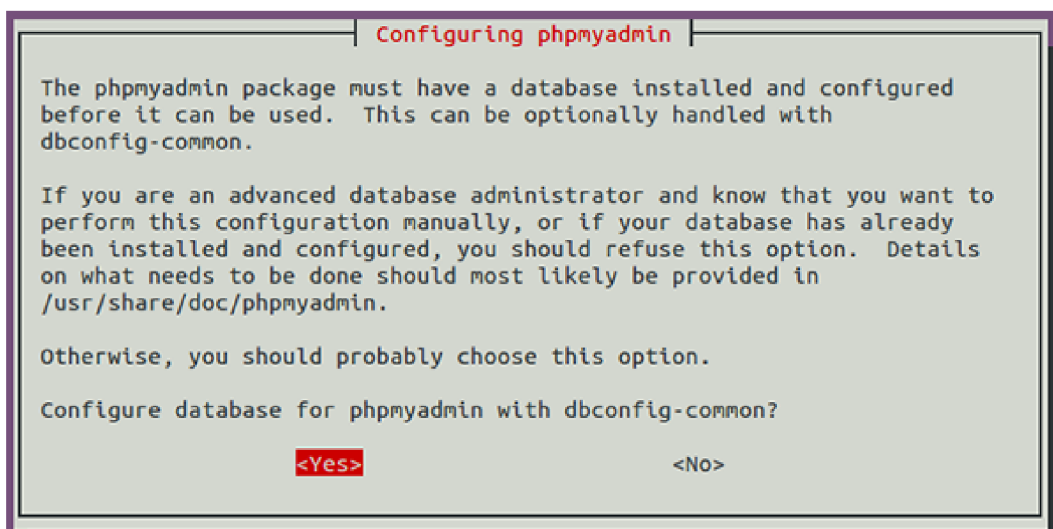 Configuring phpmyadmin
The phpmyadmin package must have a database installed and configured
before it can be used.  This can be optionally handled with
dbconfig-common.
If you are an advanced database administrator and know that you want to
perform this configuration manually, or if your database has already
been installed and configured, you should refuse this option.  Details
on what needs to be done should most likely be provided in
/usr/share/doc/phpmyadmin.
Otherwise, you should probably choose this option.
Configure database for phpmyadmin with dbconfig-common?
<Yes> <No>